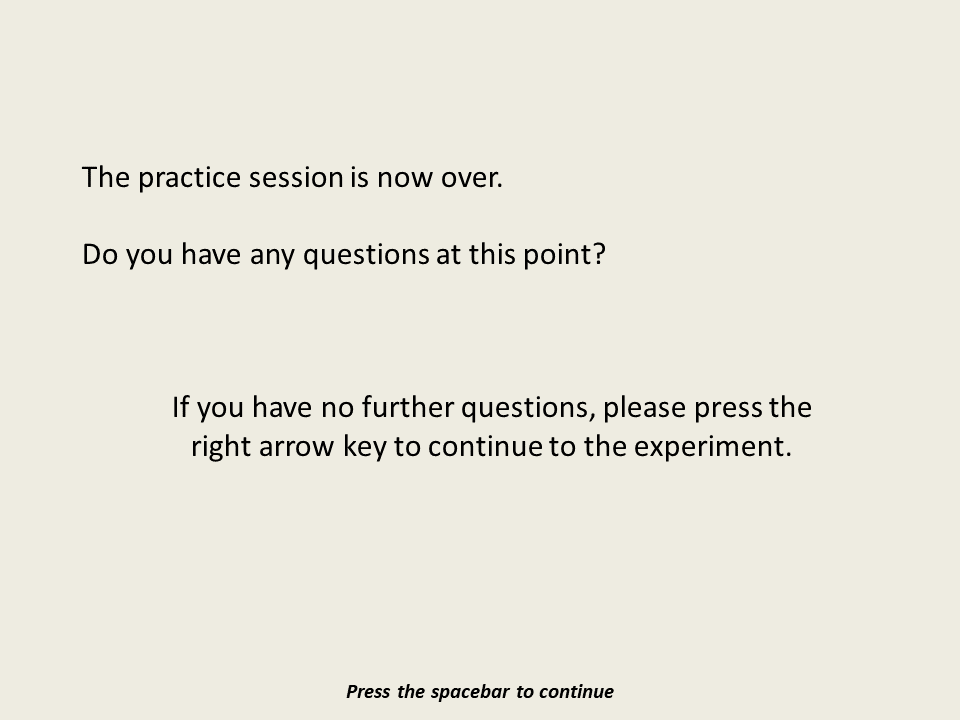 The practice session is now over.
Do you have any questions at this point?
If you have no further questions, please press the
right arrow key to continue to the experiment.
Press the spacebar to continue